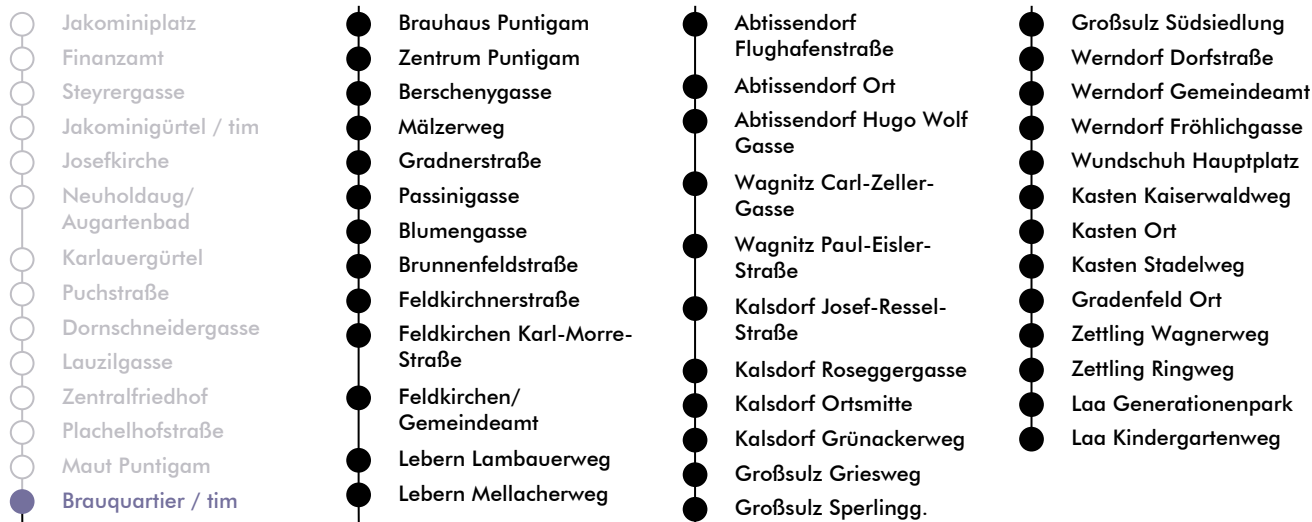 Jakominiplatz
Finanzamt
Steyrergasse
Jakominigürtel / tim
Josefkirche
Neuholdaug/
Augartenbad
Karlauergürtel
Puchstraße
Dornschneidergasse
Lauzilgasse
Zentralfriedhof
Plachelhofstraße
Maut Puntigam
Brauquartier / tim
Brauhaus Puntigam
Zentrum Puntigam
Berschenygasse
Mälzerweg
Gradnerstraße
Passinigasse
Blumengasse
Brunnenfeldstraße
Feldkirchnerstraße
Feldkirchen Karl-Morre-
Straße
Feldkirchen/
Gemeindeamt
Lebern Lambauerweg
Lebern Mellacherweg
Abtissendorf
Flughafenstraße
Abtissendorf Ort
Abtissendorf Hugo Wolf
Gasse
Wagnitz Carl-Zeller-
Gasse
Wagnitz Paul-Eisler-
Straße
Kalsdorf Josef-Ressel-
Straße
Kalsdorf Roseggergasse
Kalsdorf Ortsmitte
Kalsdorf Grünackerweg
Großsulz Griesweg
Großsulz Sperlingg.
Großsulz Südsiedlung
Werndorf Dorfstraße
Werndorf Gemeindeamt
Werndorf Fröhlichgasse
Wundschuh Hauptplatz
Kasten Kaiserwaldweg
Kasten Ort
Kasten Stadelweg
Gradenfeld Ort
Zettling Wagnerweg
Zettling Ringweg
Laa Generationenpark
Laa Kindergartenweg